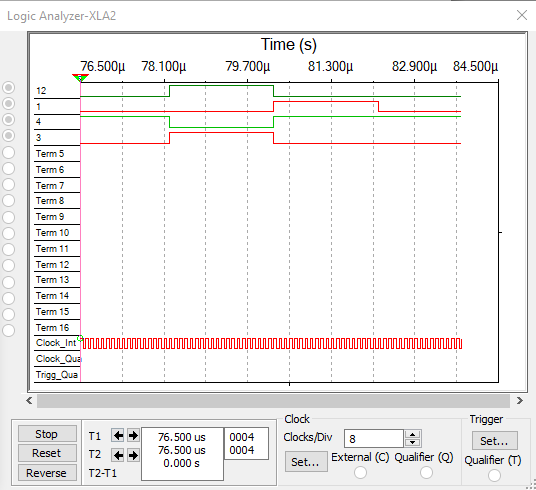 Logic Analyzer-XLA2
Time (s)
76.500µ 78.100µ 79.700µ 81.300µ 82.900µ 84.500µ
12
1
4
3
Term 5
Term 6
Term 7
Term 8
Term 9
Term 10
Term 11
Term 12
Term 13
Term 14
Term 15
Term 16
Clock_Int
Clock_Qua
Trigg_Qua
Stop
Reset
Reverse
T1 76.500 us 0004
T2 76.500 us 0004
T2-T1 0.000 s
Clock
Clocks/Div 8
Set... External (C) Qualifier (Q)
Trigger
Set...
Qualifier (T)